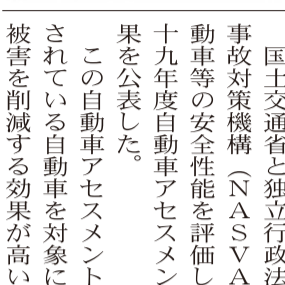 国土交通省と独立行政法
事故対策機構（NASVA
動車等の安全性能を評価し
十九年度自動車アセスメン
果を公表した。
この自動車アセスメント
されている自動車を対象に
被害を削減する効果が高い